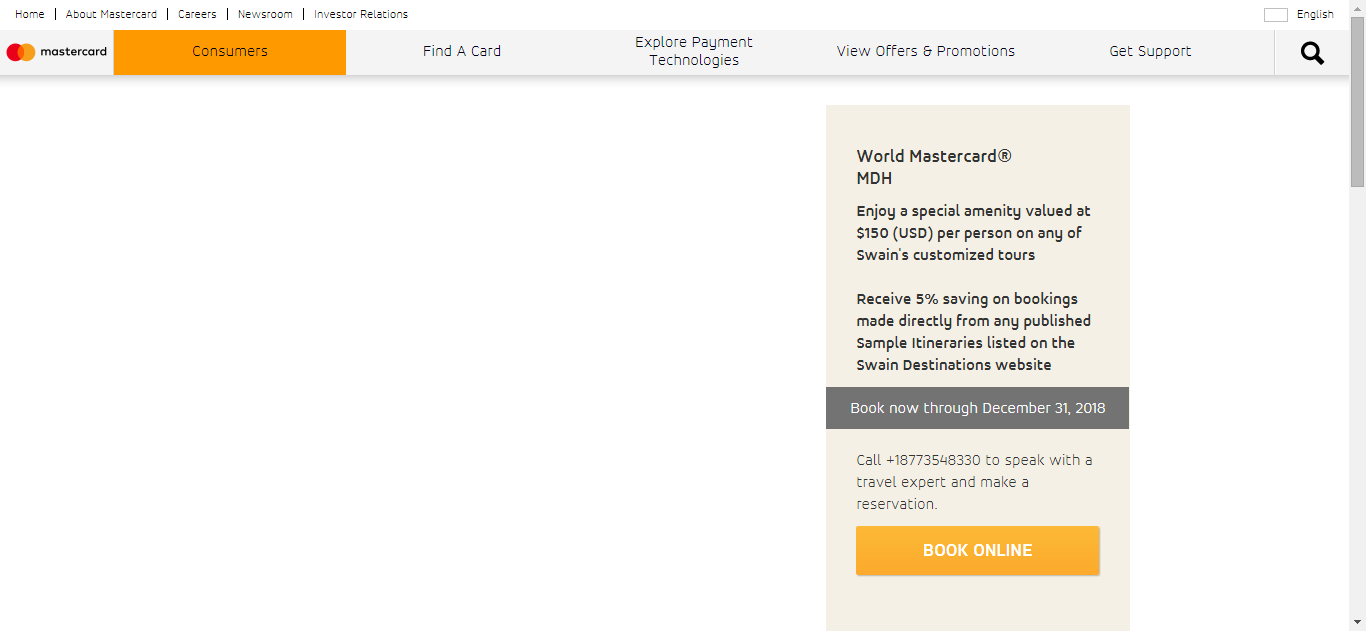 Home
About Mastercard
Careers
Newsroom
Investor Relations
English
mastercard
Consumers
Find A Card
Explore Payment
Technologies
View Offers & Promotions
Get Support
World Mastercard®
MDH
Enjoy a special amenity valued at
$150 (USD) per person on any of
Swain's customized tours
Receive 5% saving on bookings
made directly from any published
Sample Itineraries listed on the
Swain Destinations website
Book now through December 31, 2018
Call +18773548330 to speak with a
travel expert and make a
reservation.
BOOK ONLINE